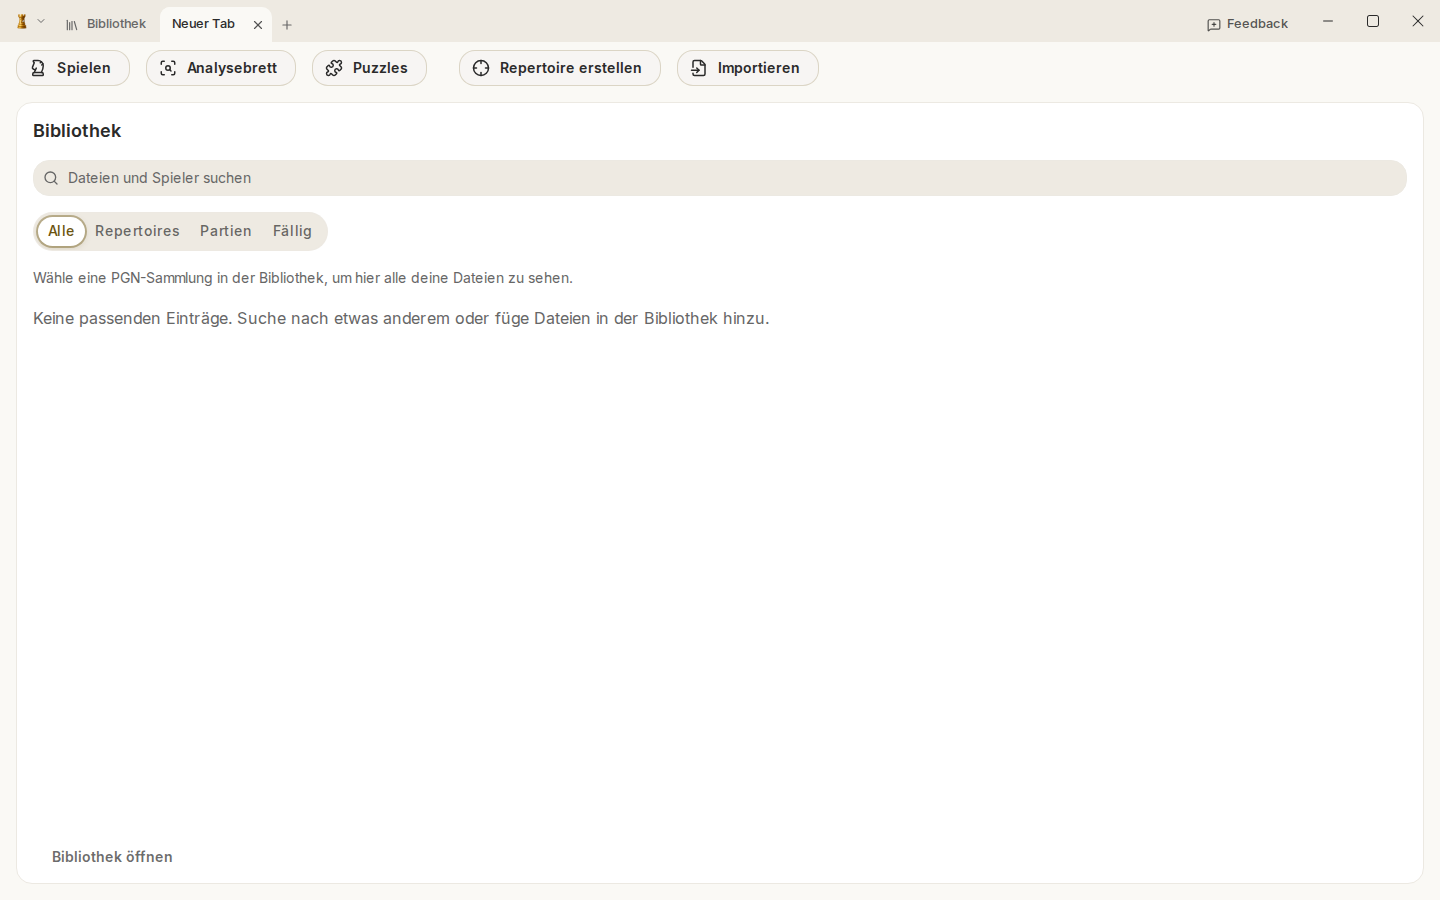 Bibliothek
Neuer Tab
Feedback
Spielen
Analysebrett
Puzzles
Repertoire erstellen
Importieren
Bibliothek
Dateien und Spieler suchen
Alle
Repertoires
Partien
Fällig
Wähle eine PGN-Sammlung in der Bibliothek, um hier alle deine Dateien zu sehen.
Keine passenden Einträge. Suche nach etwas anderem oder füge Dateien in der Bibliothek hinzu.
Bibliothek öffnen